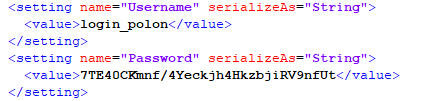 <setting name="Username" serializeAs="String">
<value>login_polon</value>
</setting>
<setting name="Password" serializeAs="String">
<value>7TE40CKmnf/4Yeckjh4HkzbjiRV9nfUt</value>
</setting>